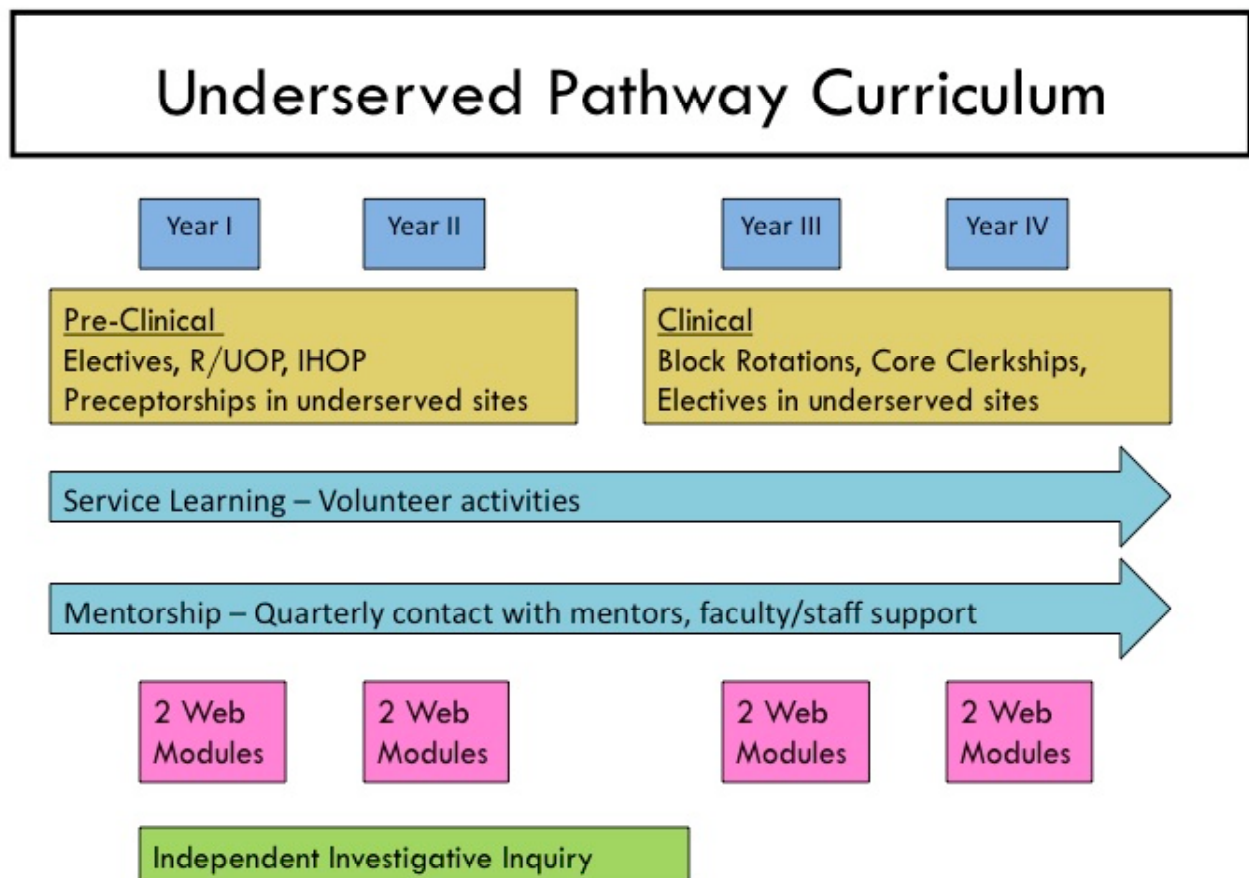 Underserved Pathway Curriculum
Year I
Year II
Year III
Year IV
Pre-Clinical
Electives, R/UOP, IHOP
Preceptorships in underserved sites
Clinical
Block Rotations, Core Clerkships,
Electives in underserved sites
Service Learning – Volunteer activities
Mentorship – Quarterly contact with mentors, faculty/staff support
2 Web
Modules
2 Web
Modules
2 Web
Modules
2 Web
Modules
Independent Investigative Inquiry